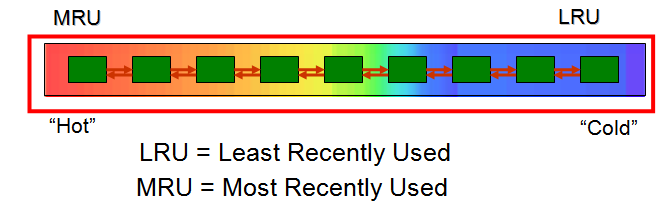 MRU LRU
“Hot” “Cold”
LRU = Least Recently Used
MRU = Most Recently Used